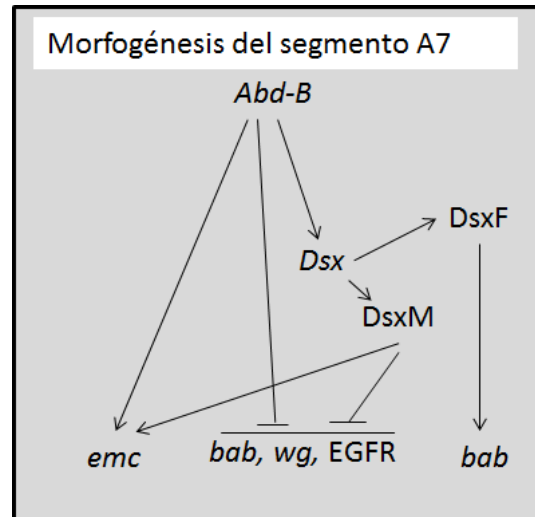 Morfogénesis del segmento A7
Abd-B
DsxF
Dsx
DsxM
emc
bab, wg, EGFR
bab